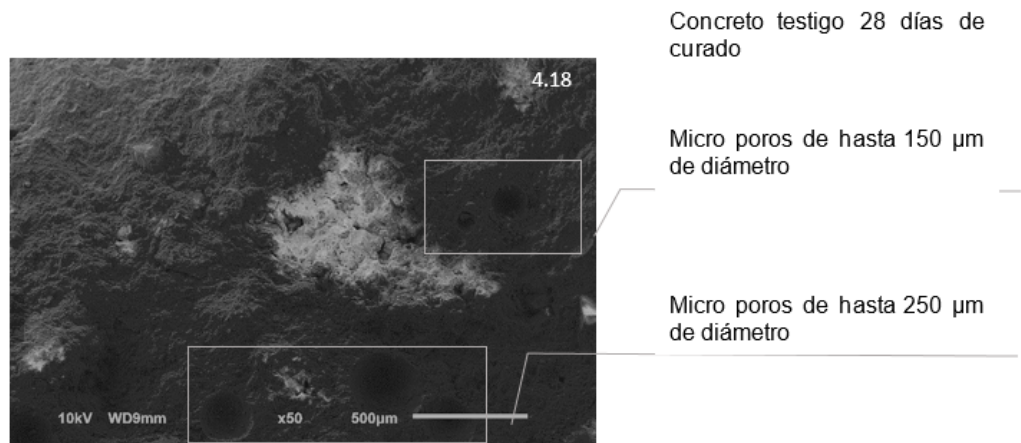 Concreto testigo 28 días de
curado
4.18
Micro poros de hasta 150 µm
de diámetro
Micro poros de hasta 250 µm
de diámetro
10kV WD9mm x50 500µm